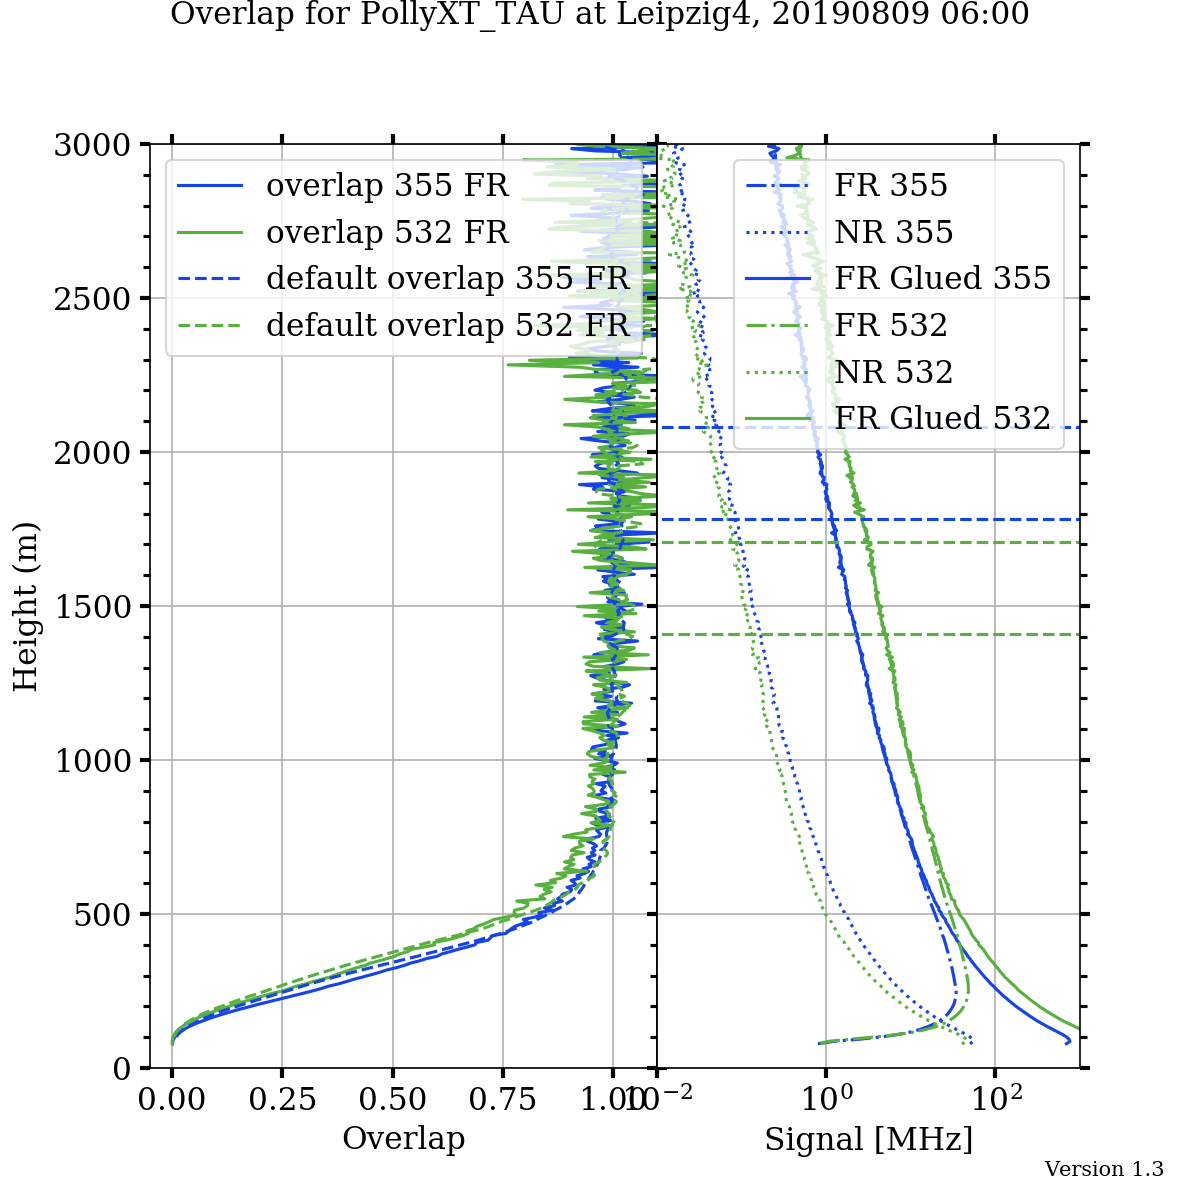 Overlap for PollyXT_TAU at Leipzig4, 20190809 06:00
overlap 355 FR
overlap 532 FR
default overlap 355 FR
default overlap 532 FR
FR 355
NR 355
FR Glued 355
FR 532
NR 532
FR Glued 532
3000
2500
2000
1500
1000
500
0
Height (m)
0.00 0.25 0.50 0.75 1.00
Overlap
10⁻² 10⁰ 10²
Signal [MHz]
Version 1.3